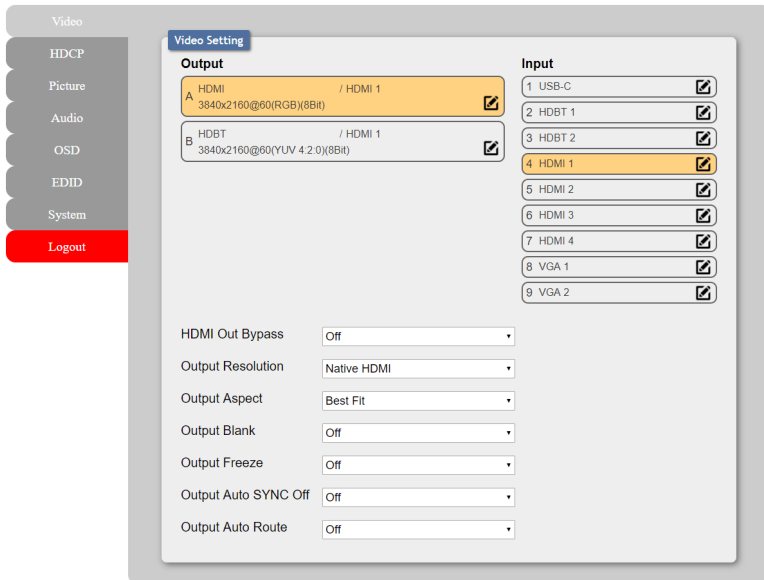 Video
HDCP
Picture
Audio
OSD
EDID
System
Logout
Video Setting
Output
A HDMI / HDMI 1
3840x2160@60(RGB)(8Bit)
B HDBT / HDMI 1
3840x2160@60(YUV 4:2:0)(8Bit)
Input
1 USB-C
2 HDBT 1
3 HDBT 2
4 HDMI 1
5 HDMI 2
6 HDMI 3
7 HDMI 4
8 VGA 1
9 VGA 2
HDMI Out Bypass Off
Output Resolution Native HDMI
Output Aspect Best Fit
Output Blank Off
Output Freeze Off
Output Auto SYNC Off Off
Output Auto Route Off